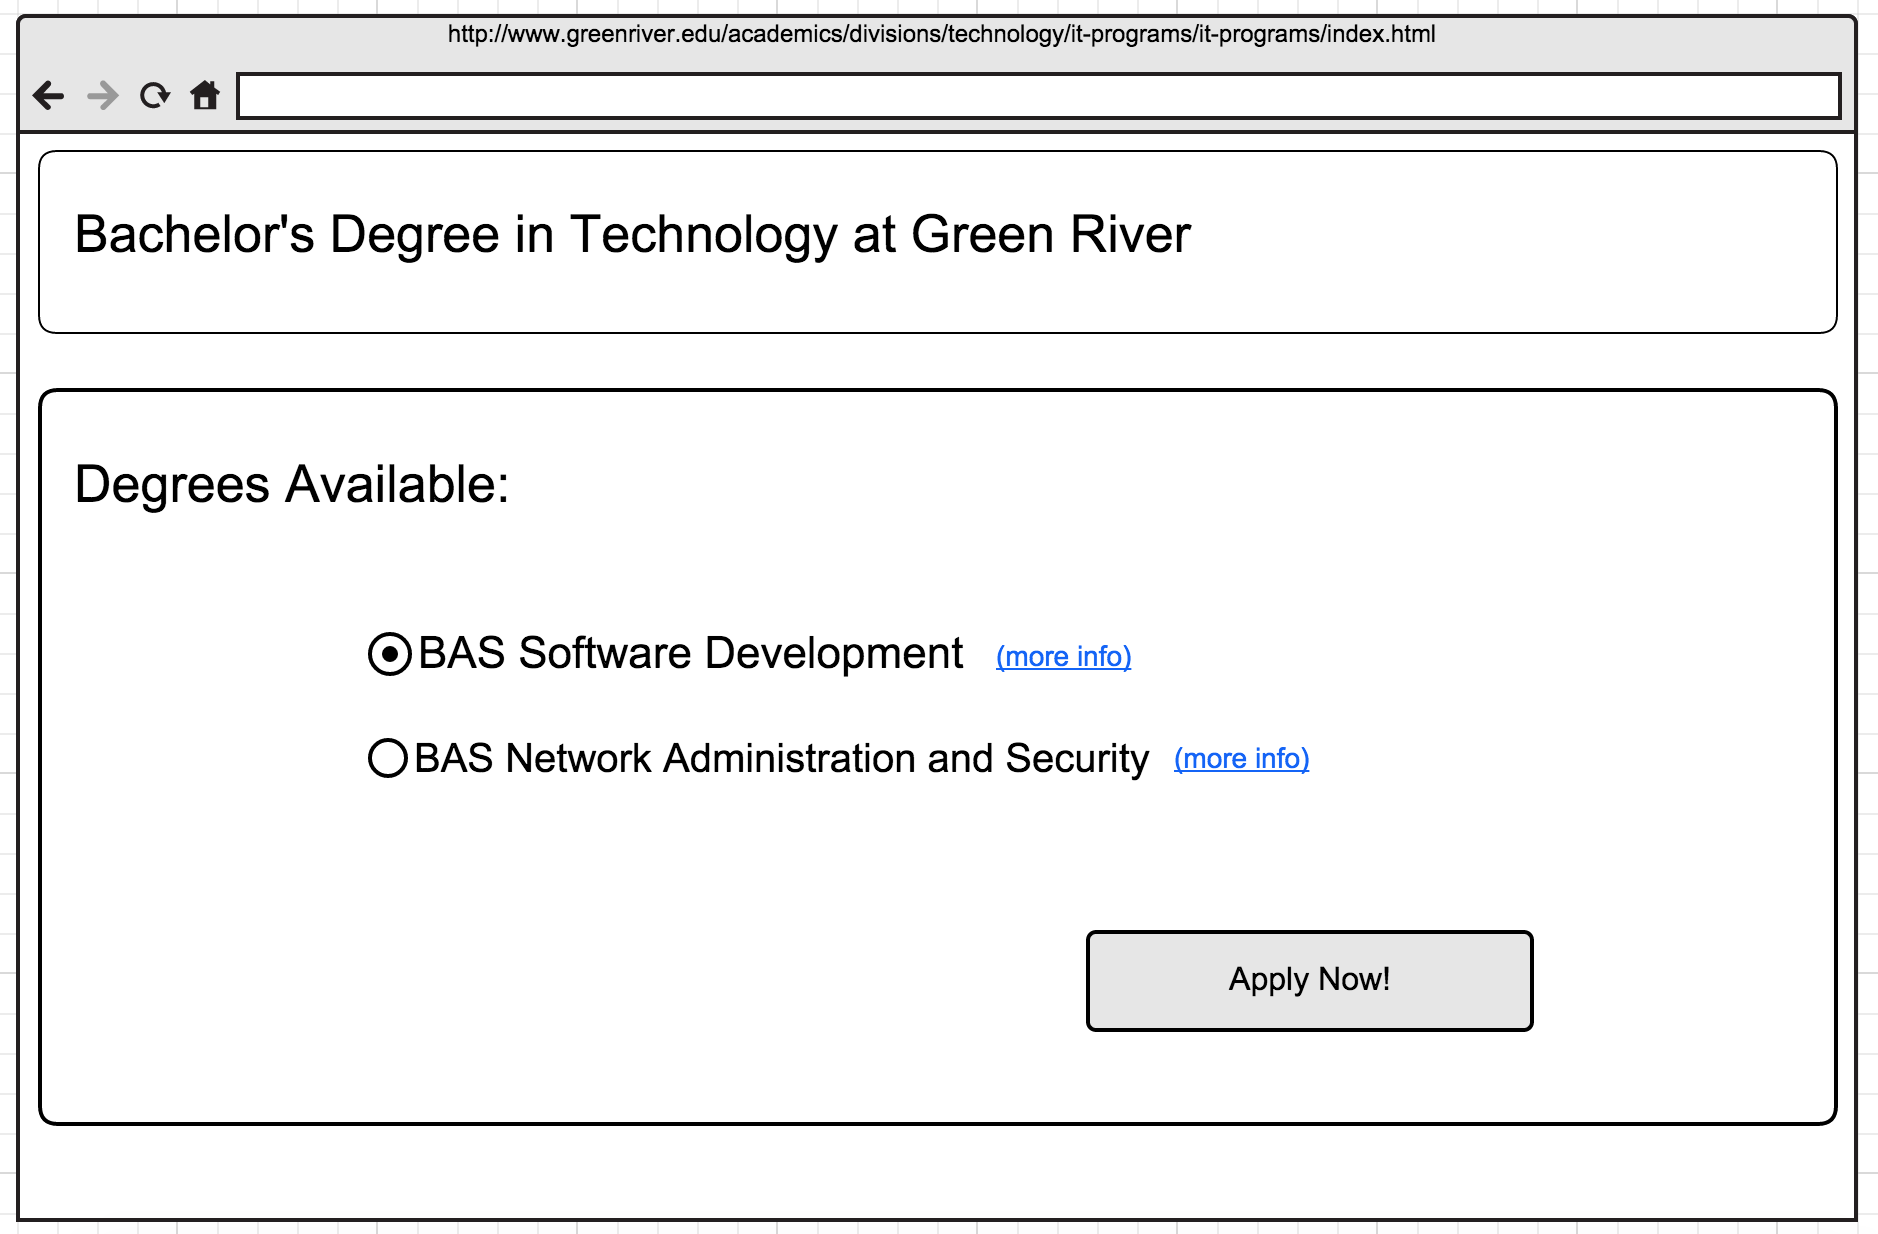 http://www.greenriver.edu/academics/divisions/technology/it-programs/it-programs/index.html
Bachelor's Degree in Technology at Green River
Degrees Available:
BAS Software Development (more info)
BAS Network Administration and Security (more info)
Apply Now!